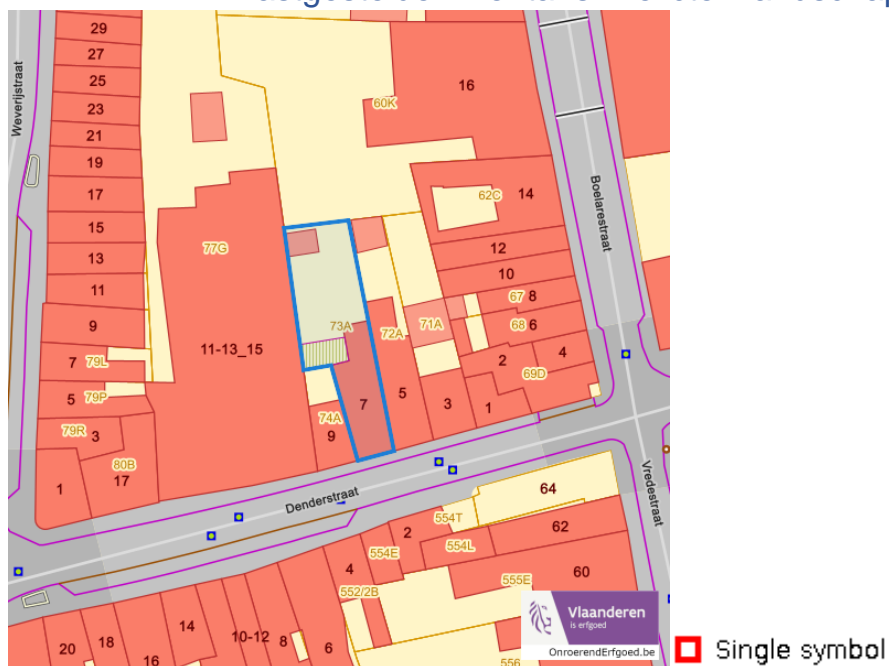 29
27
25
23
21
19
17
15
13
11
9
7 79L
5 79P
79R 3
1
80B
17
Weverijstraat
77G
11-13_15
60K
16
62C
14
12
10
67 8
68 6
2
4
69D
1
3
71A
72A
5
73A
7
74A
9
Boelarestraat
Denderstraat
Vredestraat
64
554T
62
2
554L
554E
4
552/2B
555E
60
20
18
16
14
10-12
8
6
556
Vlaanderen
is erfgoed
OnroerendErfgoed.be
Single symbol